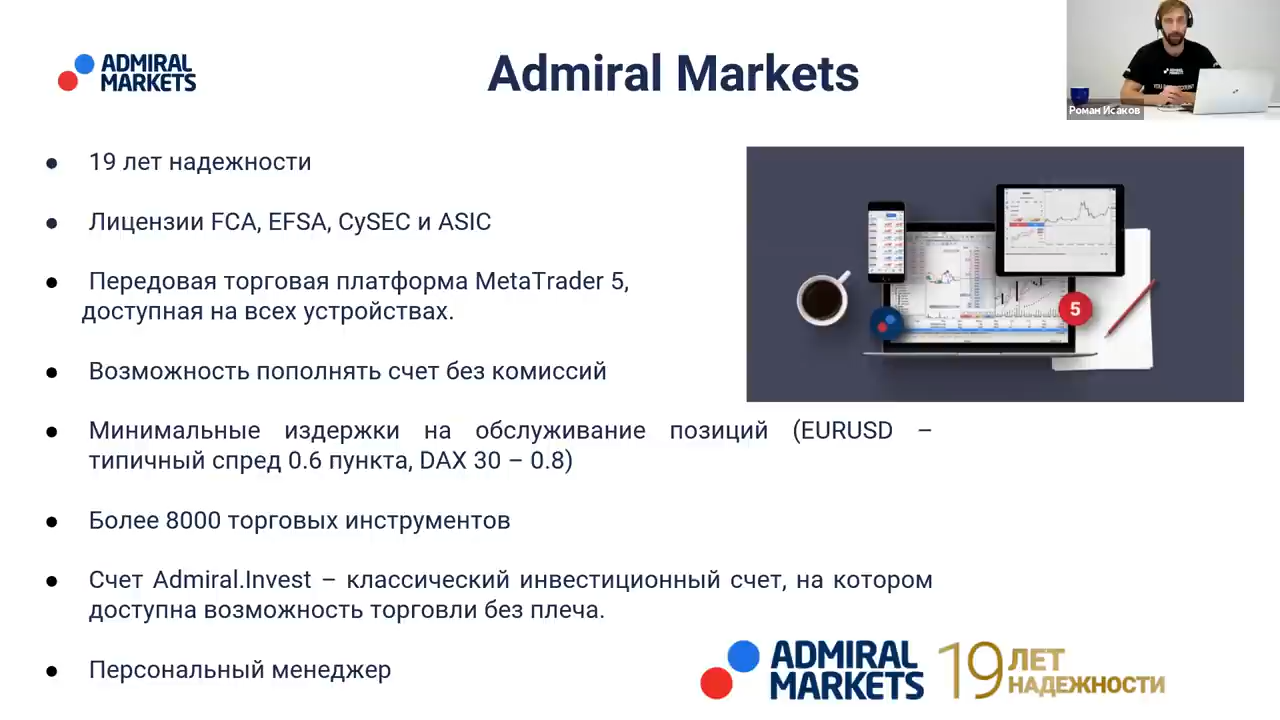 ADMIRAL
MARKETS
Admiral Markets
ADMIRAL
MARKETS
Роман Исаков
● 19 лет надежности
● Лицензии FCA, EFSA, CySEC и ASIC
● Передовая торговая платформа MetaTrader 5,
доступная на всех устройствах.
5
● Возможность пополнять счет без комиссий
● Минимальные издержки на обслуживание позиций (EURUSD –
типичный спред 0.6 пункта, DAX 30 – 0.8)
● Более 8000 торговых инструментов
● Счет Admiral.Invest – классический инвестиционный счет, на котором
доступна возможность торговли без плеча.
● Персональный менеджер
ADMIRAL
MARKETS
19 ЛЕТ
НАДЕЖНОСТИ